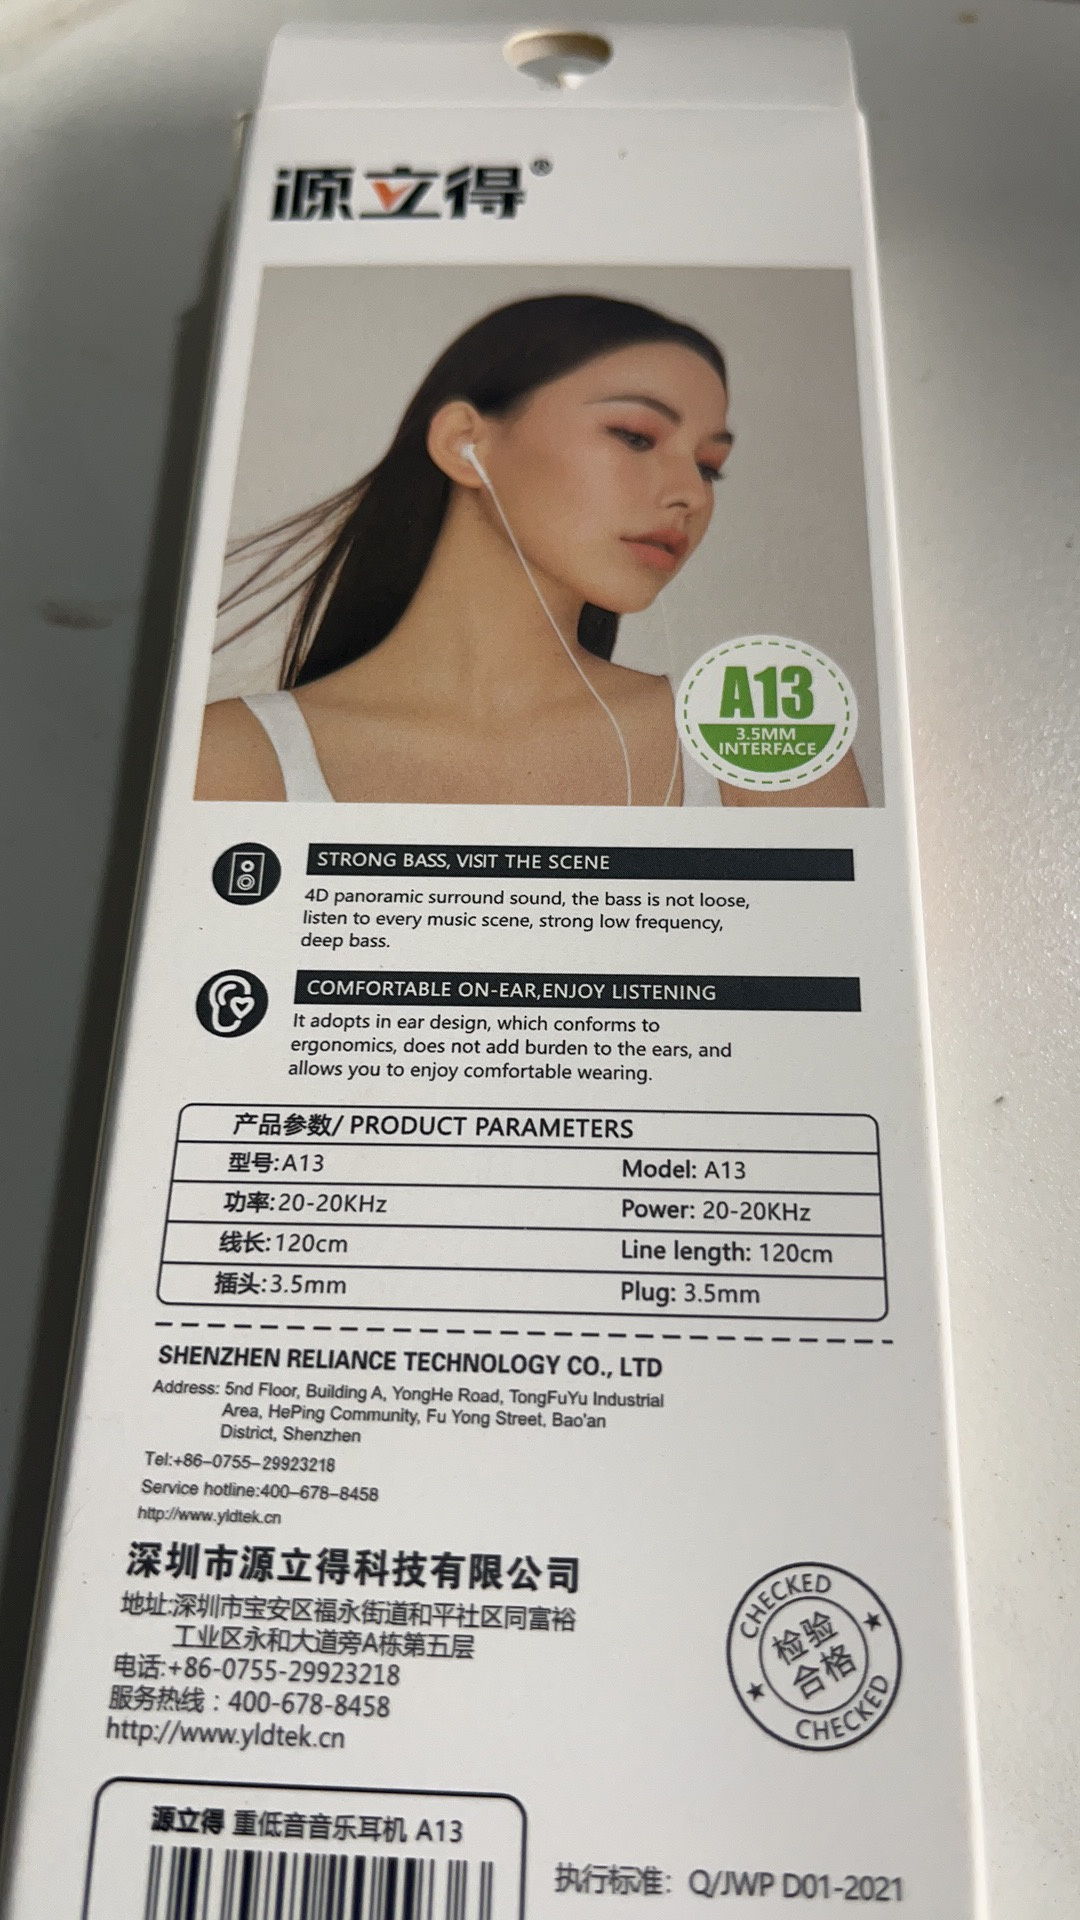 源立得®
A13
3.5MM
INTERFACE
STRONG BASS, VISIT THE SCENE
4D panoramic surround sound, the bass is not loose,
listen to every music scene, strong low frequency,
deep bass.
COMFORTABLE ON-EAR,ENJOY LISTENING
It adopts in ear design, which conforms to
ergonomics, does not add burden to the ears, and
allows you to enjoy comfortable wearing.
产品参数/ PRODUCT PARAMETERS
型号:A13 Model: A13
功率:20-20KHz Power: 20-20KHz
线长:120cm Line length: 120cm
插头:3.5mm Plug: 3.5mm
SHENZHEN RELIANCE TECHNOLOGY CO., LTD
Address: 5nd Floor, Building A, YongHe Road, TongFuYu Industrial
Area, HePing Community, Fu Yong Street, Bao'an
District, Shenzhen
Tel:+86-0755-29923218
Service hotline:400-678-8458
http://www.yldtek.cn
深圳市源立得科技有限公司
地址:深圳市宝安区福永街道和平社区同富裕
工业区永和大道旁A栋第五层
电话:+86-0755-29923218
服务热线：400-678-8458
http://www.yldtek.cn
CHECKED
检验
合格
CHECKED
源立得 重低音音乐耳机 A13
执行标准：Q/JWP D01-2021